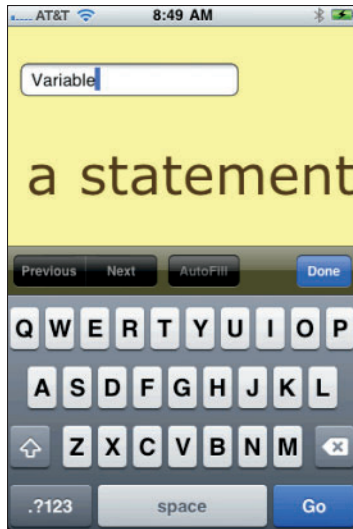 AT&T 8:49 AM
Variable
a statement
Previous Next AutoFill Done
Q W E R T Y U I O P
A S D F G H J K L
Z X C V B N M
.?123 space Go